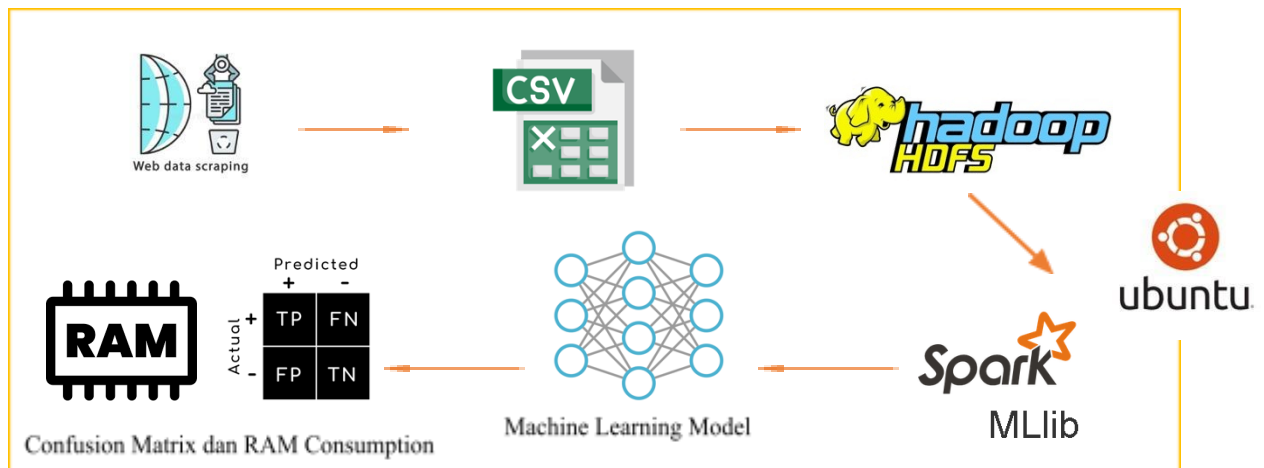 Web data scraping
CSV
hadoop
HDFS
ubuntu
Spark
MLlib
Machine Learning Model
Predicted
+ -
Actual
+ TP FN
- FP TN
RAM
Confusion Matrix dan RAM Consumption